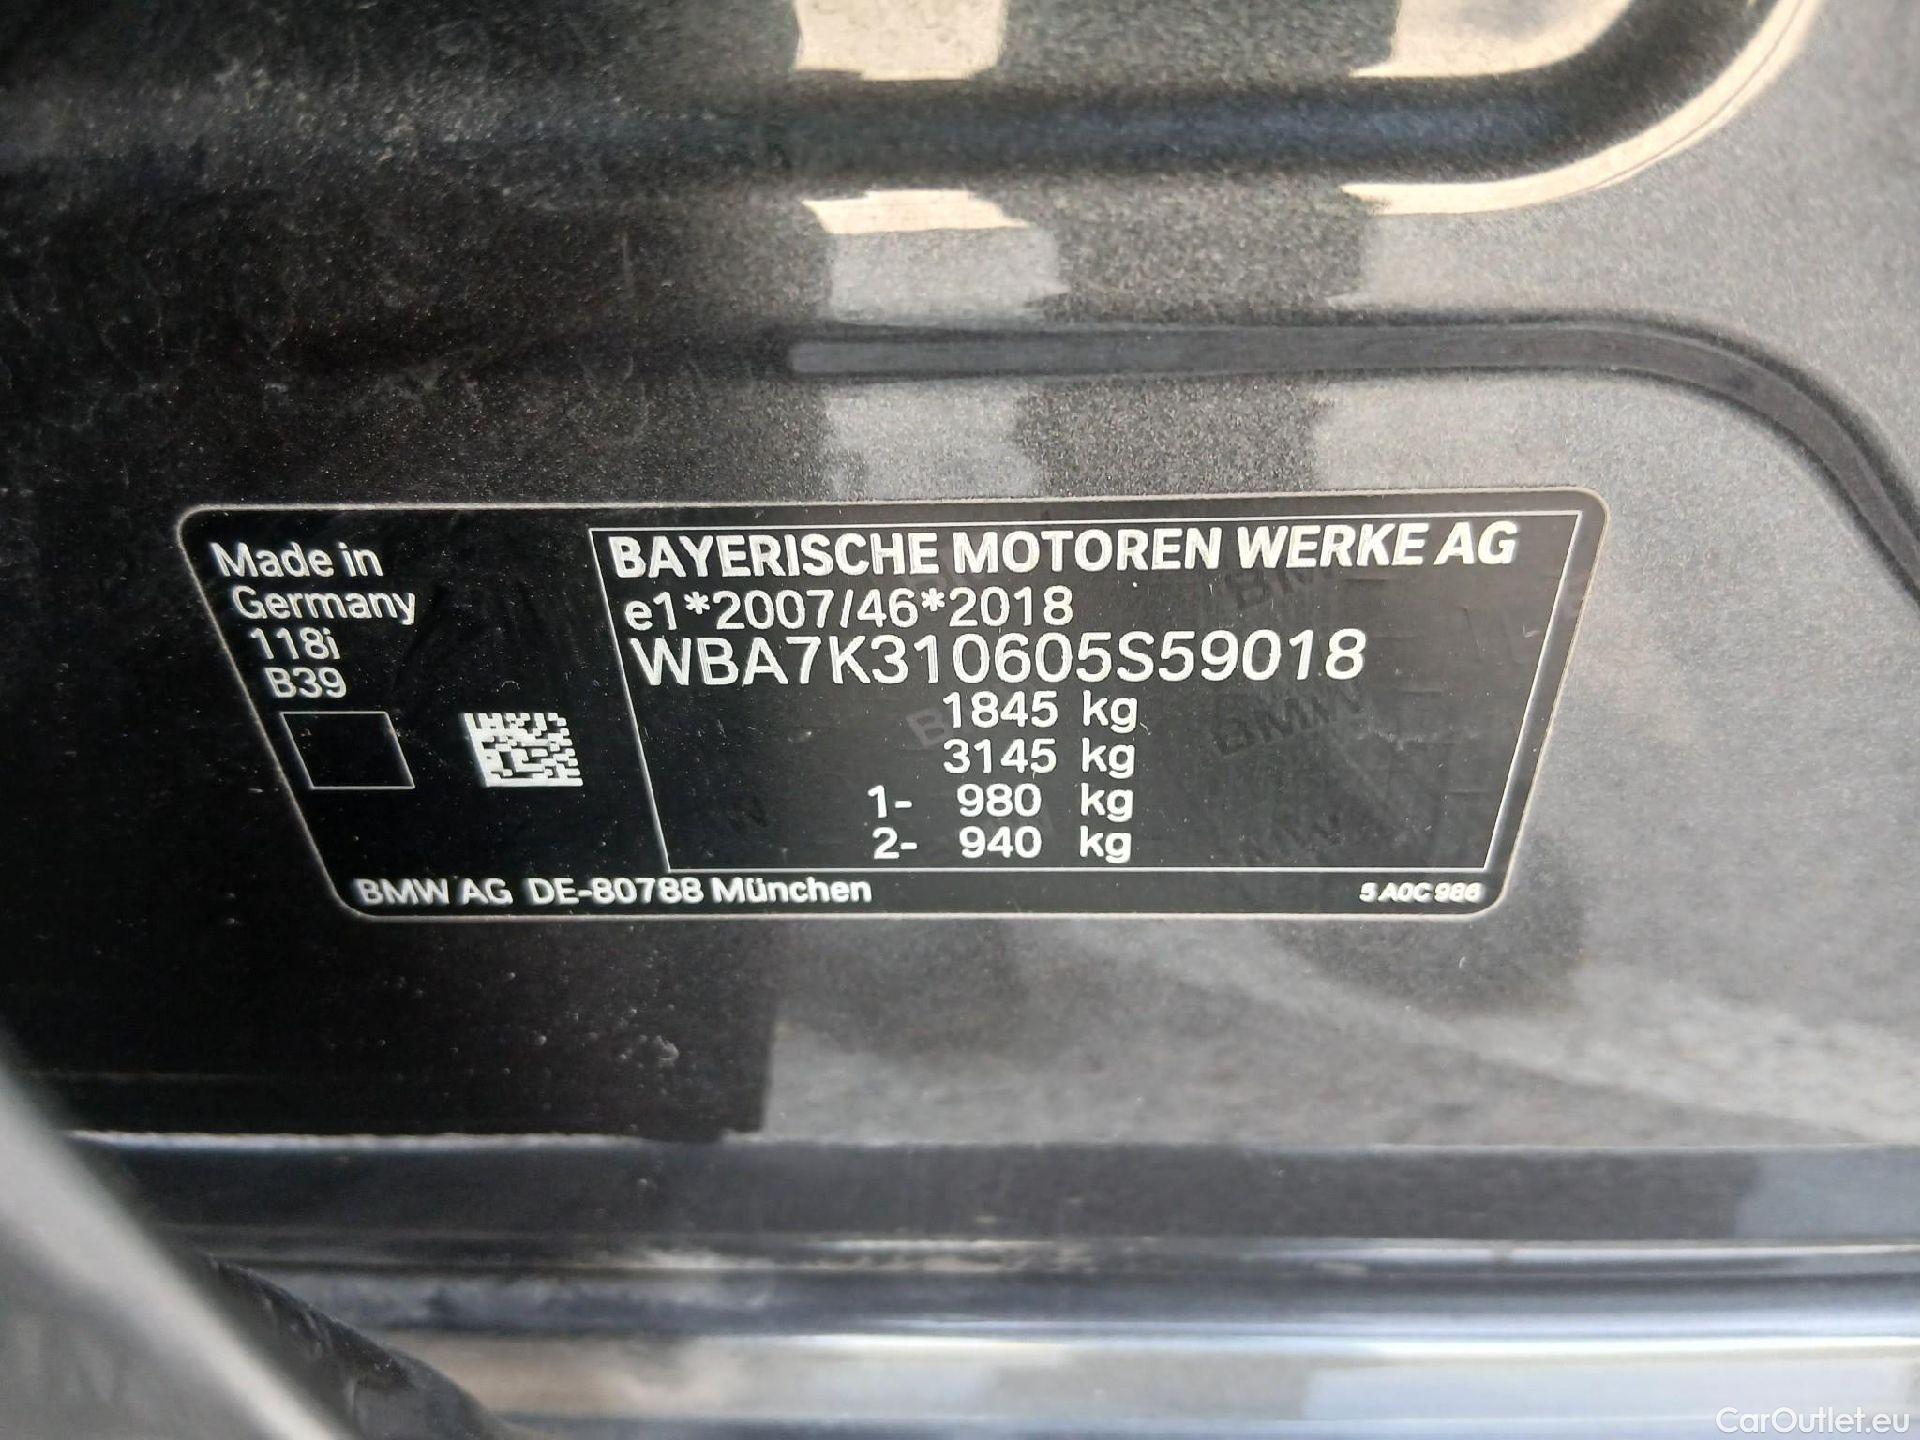 Made in
Germany
118i
B39
BAYERISCHE MOTOREN WERKE AG
e1*2007/46*2018
WBA7K310605S59018
1845 kg
3145 kg
1- 980 kg
2- 940 kg
BMW AG DE-80788 München
5 A0C 986
CarOutlet.eu